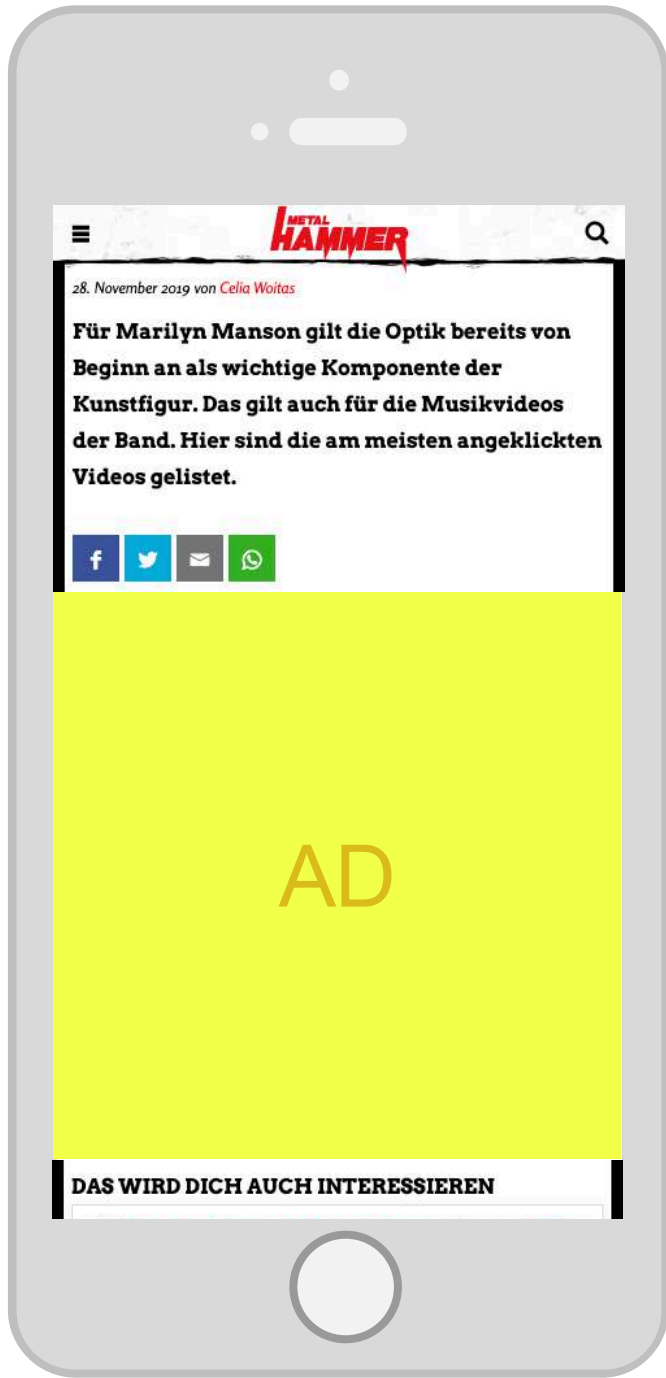 METAL
HAMMER
28. November 2019 von Celia Woitas
Für Marilyn Manson gilt die Optik bereits von
Beginn an als wichtige Komponente der
Kunstfigur. Das gilt auch für die Musikvideos
der Band. Hier sind die am meisten angeklickten
Videos gelistet.
f
AD
DAS WIRD DICH AUCH INTERESSIEREN